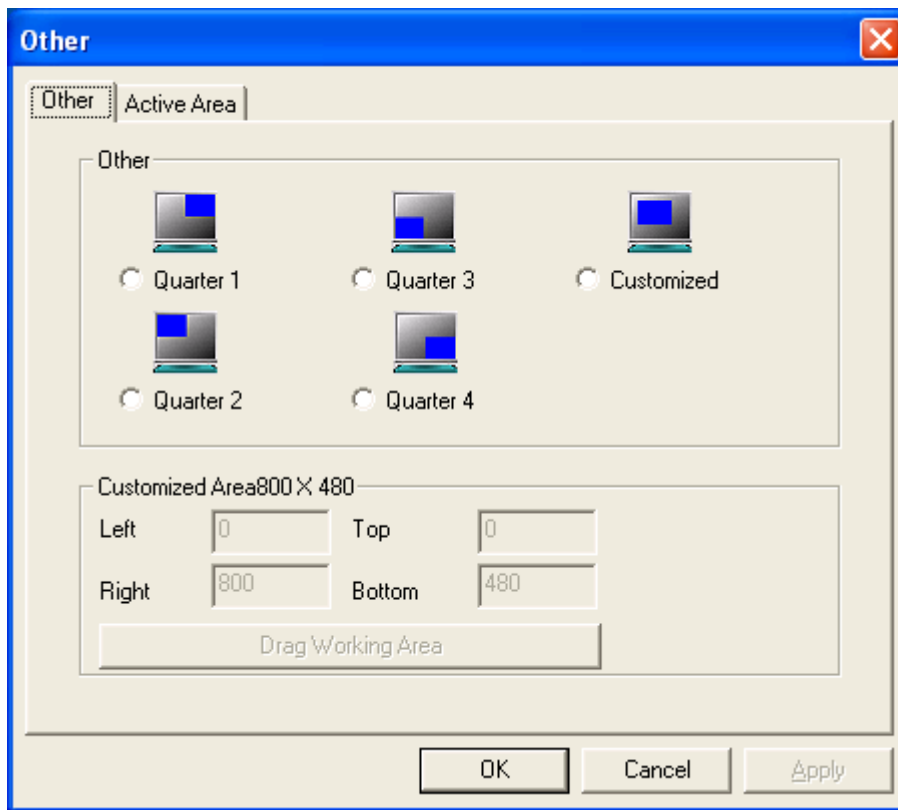 Other
Other Active Area
Other
Quarter 1 Quarter 3 Customized
Quarter 2 Quarter 4
Customized Area800 X 480
Left 0 Top 0
Right 800 Bottom 480
Drag Working Area
OK Cancel Apply